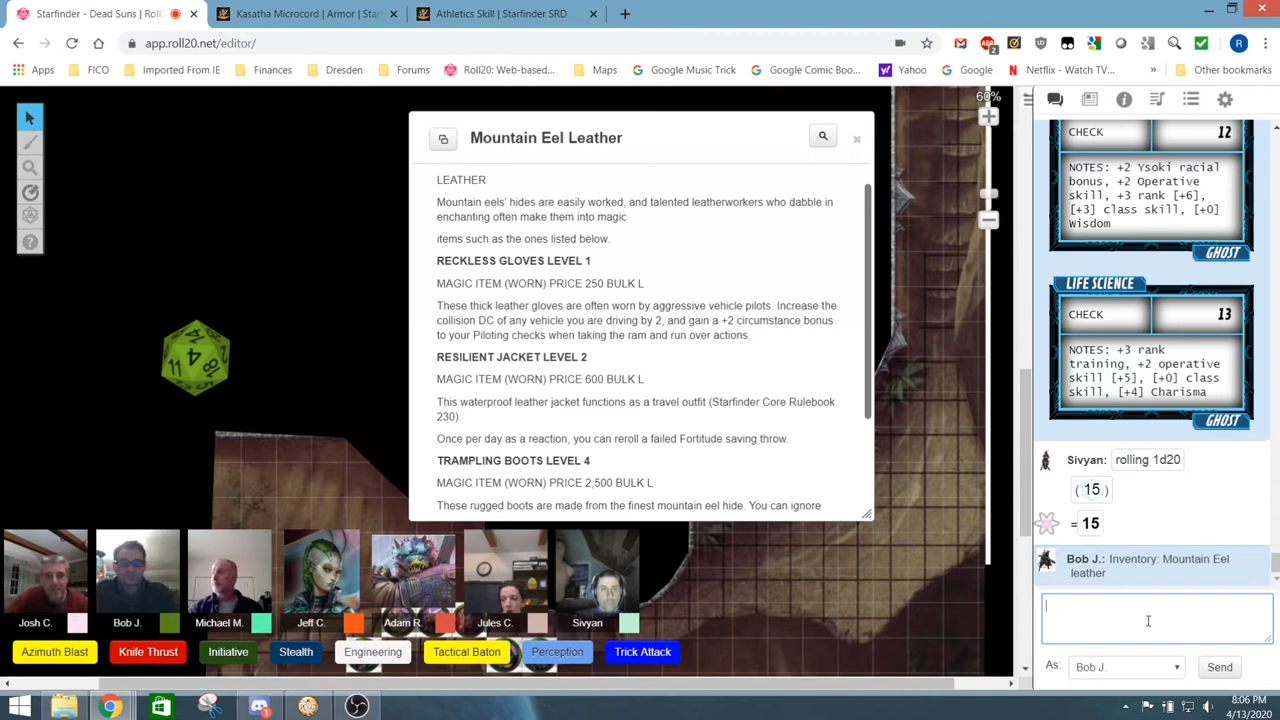 Starfinder - Dead Suns | Roll
Kasatha Microcord | Armor | Star
Athletics Skill | Starfinder SRD
app.roll20.net/editor/
2
R
Apps
FICO
Imported From IE
Finances
Dresden
Forums
Roll20: Web-based...
Maps
Google Music Trick
Google Comic Boo...
Yahoo
Google
Netflix - Watch TV...
»
Other bookmarks
60%
Mountain Eel Leather
LEATHER
Mountain eels' hides are easily worked, and talented leatherworkers who dabble in
enchanting often make them into magic
items such as the ones listed below.
RECKLESS GLOVES LEVEL 1
MAGIC ITEM (WORN) PRICE 250 BULK L
These thick leather gloves are often worn by aggressive vehicle pilots. Increase the
collision DC of any vehicle you are driving by 2, and gain a +2 circumstance bonus
to your Piloting checks when taking the ram and run over actions.
RESILIENT JACKET LEVEL 2
MAGIC ITEM (WORN) PRICE 600 BULK L
This waterproof leather jacket functions as a travel outfit (Starfinder Core Rulebook
230).
Once per day as a reaction, you can reroll a failed Fortitude saving throw.
TRAMPLING BOOTS LEVEL 4
MAGIC ITEM (WORN) PRICE 2,500 BULK L
These rugged boots are made from the finest mountain eel hide. You can ignore
4
11
18
CHECK 12
NOTES: +2 Ysoki racial
bonus, +2 Operative
skill, +3 rank [+6],
[+3] class skill, [+0]
Wisdom
GHOST
LIFE SCIENCE
CHECK 13
NOTES: +3 rank
training, +2 operative
skill [+5], [+0] class
skill, [+4] Charisma
GHOST
Sivyan: rolling 1d20
(15)
= 15
Bob J.: Inventory: Mountain Eel
leather
As: Bob J. Send
Josh C.
Bob J.
Michael M.
Jeff C.
Adam R.
Jules C.
Sivyan
Azimuth Blast
Knife Thrust
Initiative
Stealth
Engineering
Tactical Baton
Perception
Trick Attack
8:06 PM
4/13/2020